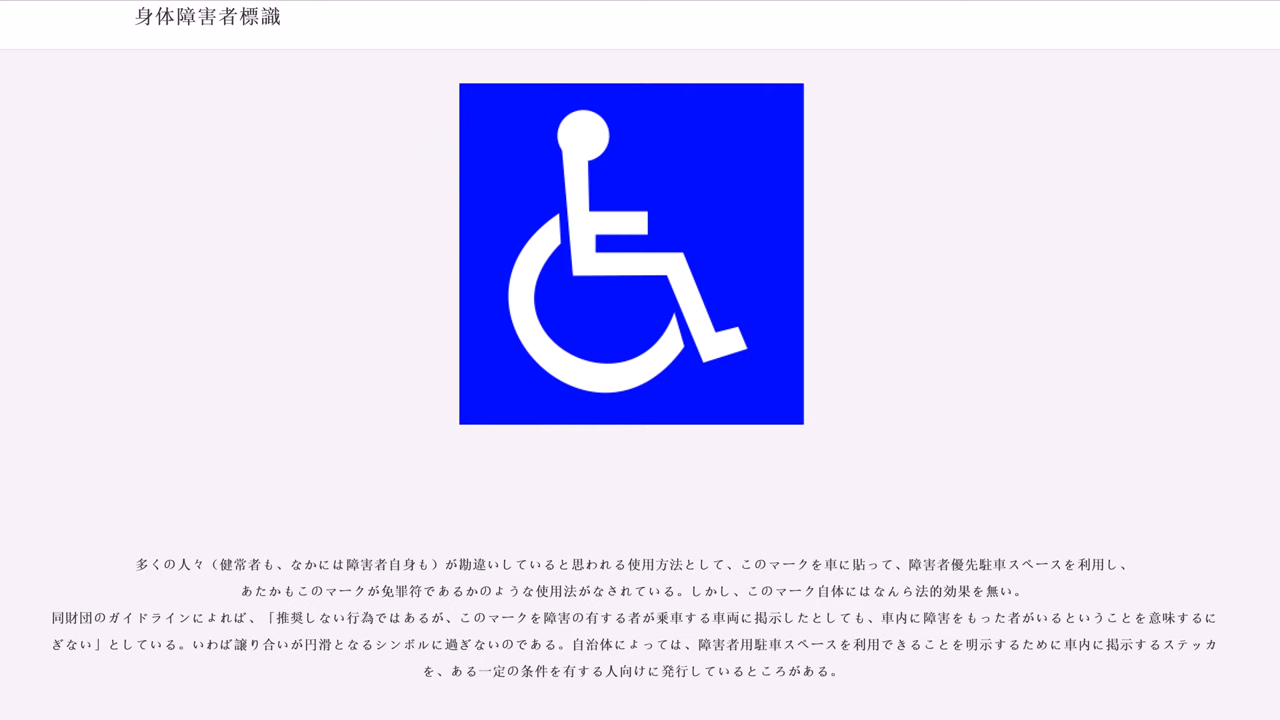 身体障害者標識
多くの人々（健常者も、なかには障害者自身も）が勘違いしていると思われる使用方法として、このマークを車に貼って、障害者優先駐車スペースを利用し、
あたかもこのマークが免罪符であるかのような使用法がなされている。しかし、このマーク自体にはなんら法的効果を無い。
同財団のガイドラインによれば、「推奨しない行為ではあるが、このマークを障害の有する者が乗車する車両に掲示したとしても、車内に障害をもった者がいるということを意味するに
ぎない」としている。いわば譲り合いが円滑となるシンボルに過ぎないのである。自治体によっては、障害者用駐車スペースを利用できることを明示するために車内に掲示するステッカ
を、ある一定の条件を有する人向けに発行しているところがある。